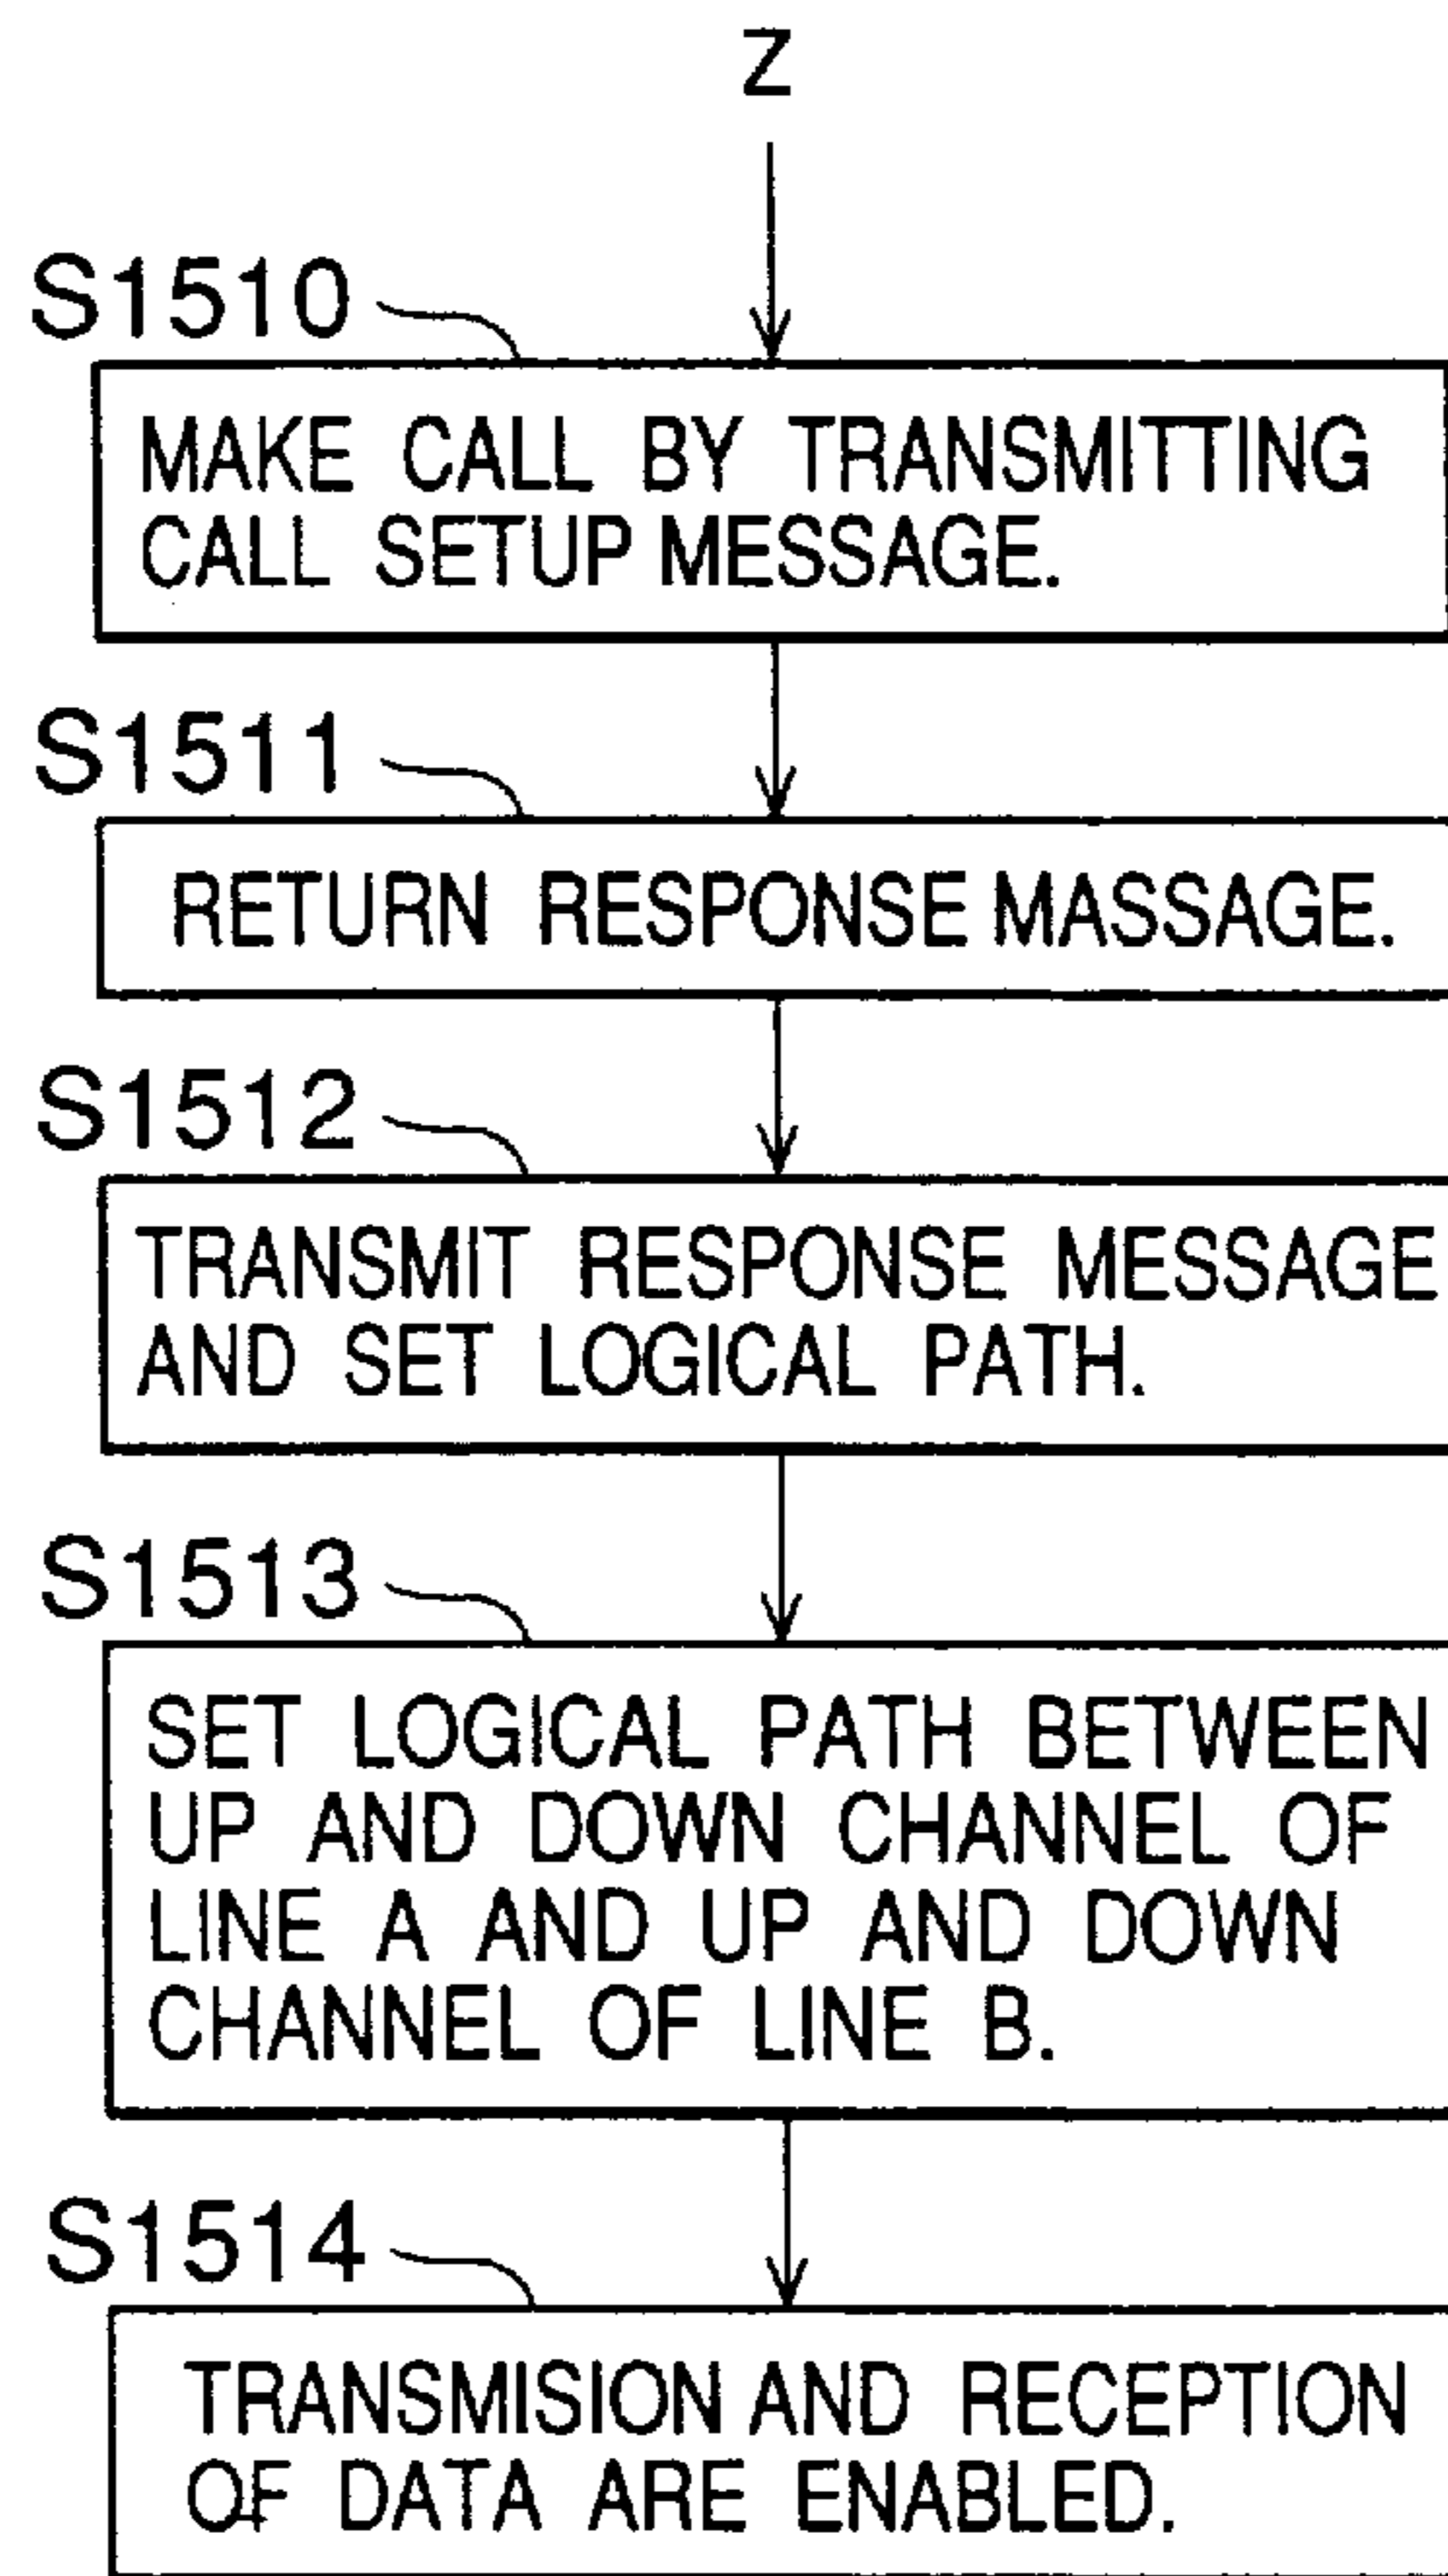 Z
S1510
MAKE CALL BY TRANSMITTING
CALL SETUP MESSAGE.
S1511
RETURN RESPONSE MASSAGE.
S1512
TRANSMIT RESPONSE MESSAGE
AND SET LOGICAL PATH.
S1513
SET LOGICAL PATH BETWEEN
UP AND DOWN CHANNEL OF
LINE A AND UP AND DOWN
CHANNEL OF LINE B.
S1514
TRANSMISION AND RECEPTION
OF DATA ARE ENABLED.